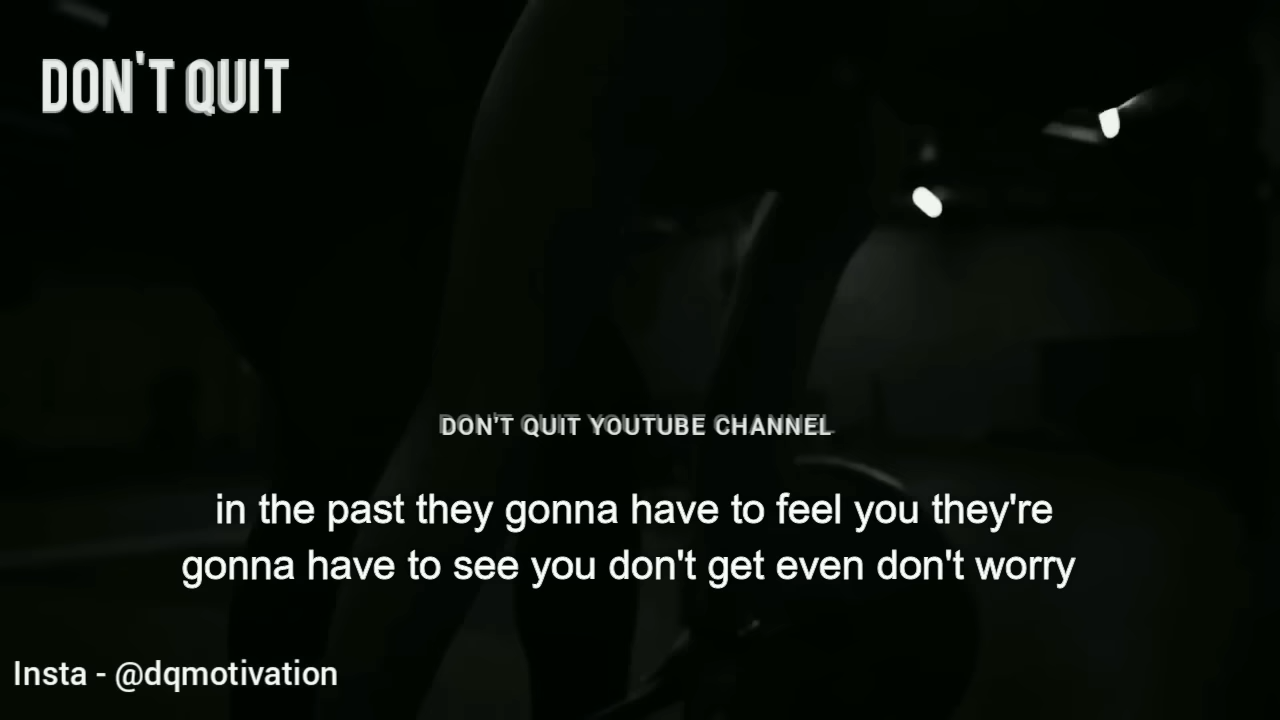 DON'T QUIT
DON'T QUIT YOUTUBE CHANNEL
in the past they gonna have to feel you they're
gonna have to see you don't get even don't worry
Insta - @dqmotivation